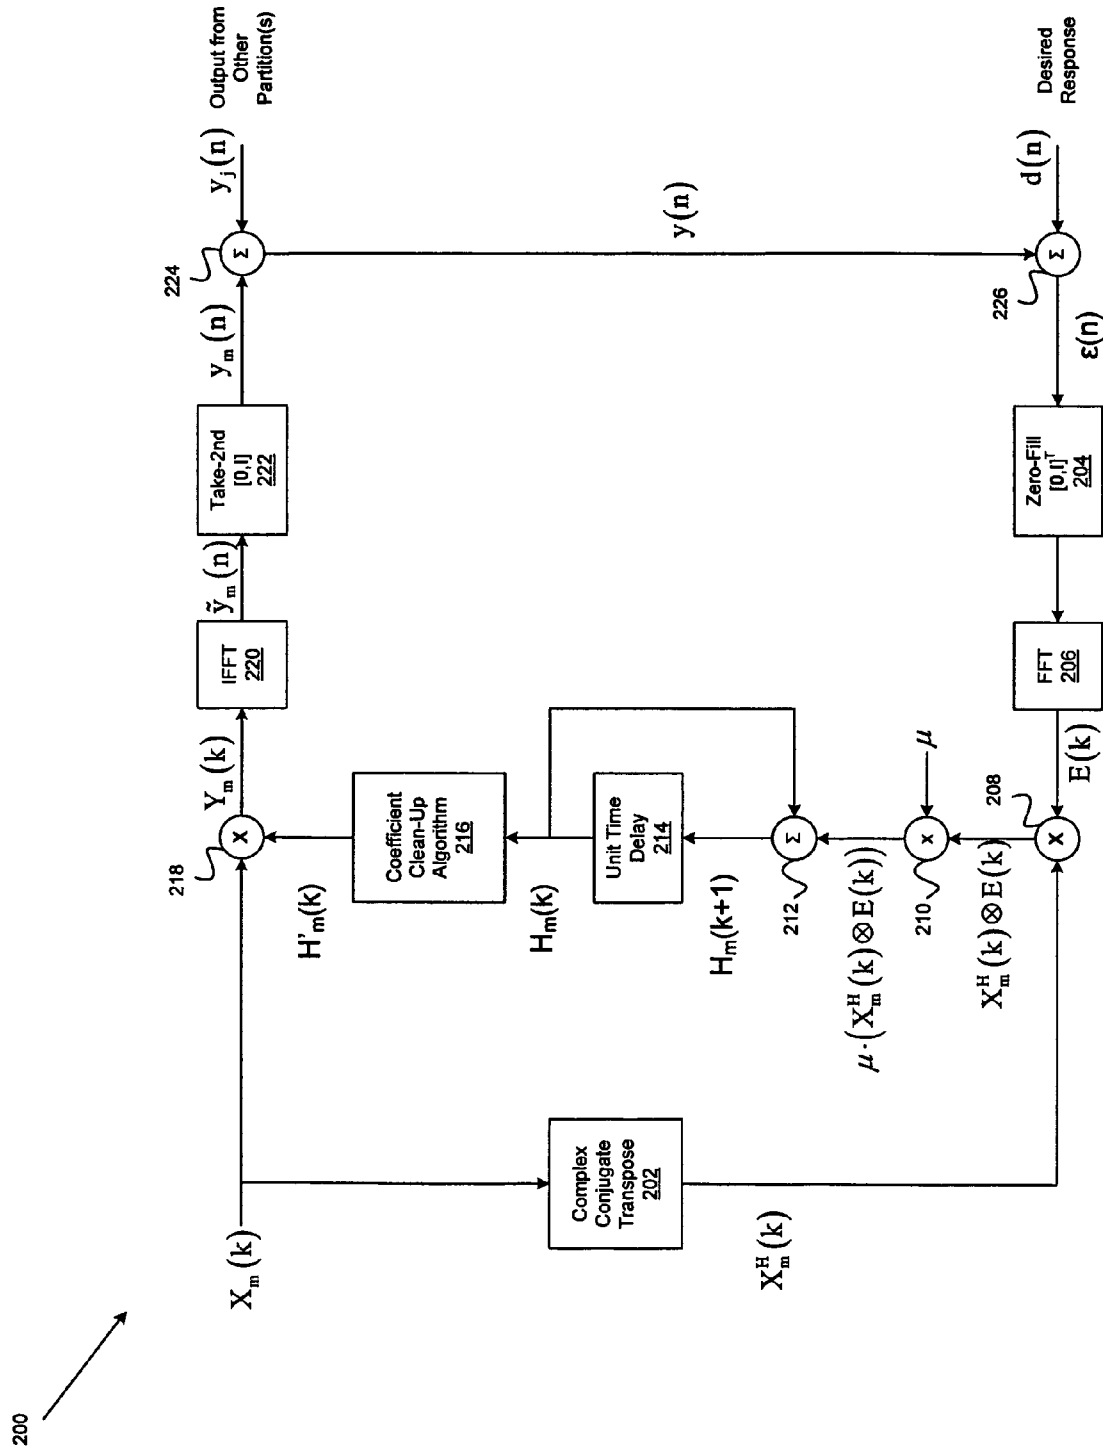 200
X_m(k)
218
Y_m(k)
IFFT
220
ỹ_m(n)
Take-2nd
[0,I]
222
y_m(n)
224
Σ
y_j(n)
Output from
Other
Partition(s)
X
H'_m(k)
Coefficient
Clean-Up
Algorithm
216
H_m(k)
Unit Time
Delay
214
H_m(k+1)
Σ
212
μ·(X_m^H(k)⊗E(k))
x
210
μ
X_m^H(k)⊗E(k)
X
208
Complex
Conjugate
Transpose
202
X_m^H(k)
y(n)
E(k)
FFT
206
Zero-Fill
[0,I]^T
204
ε(n)
226
Σ
d(n)
Desired
Response